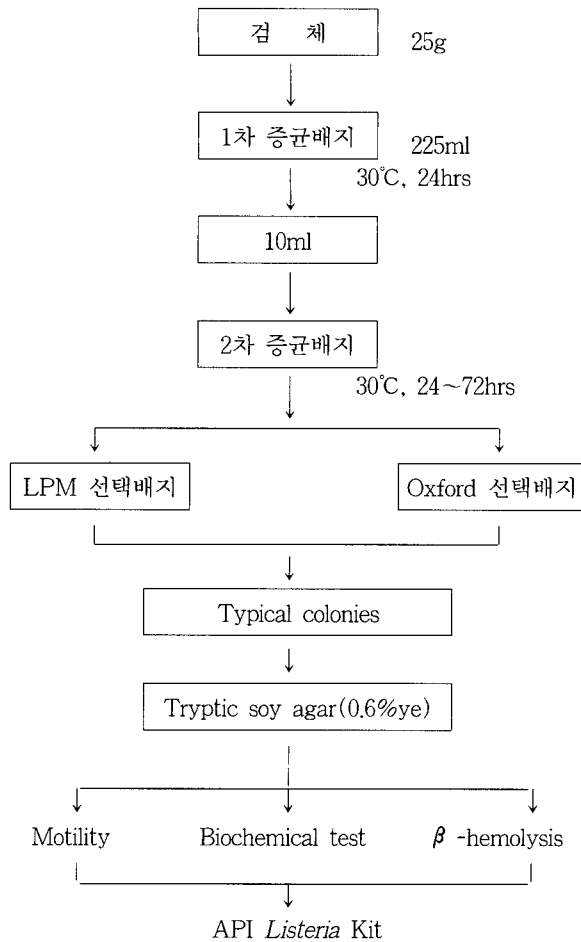 검 체
25g
1차 증균배지
225ml
30℃, 24hrs
10ml
2차 증균배지
30℃, 24~72hrs
LPM 선택배지
Oxford 선택배지
Typical colonies
Tryptic soy agar(0.6%ye)
Motility
Biochemical test
β -hemolysis
API Listeria Kit